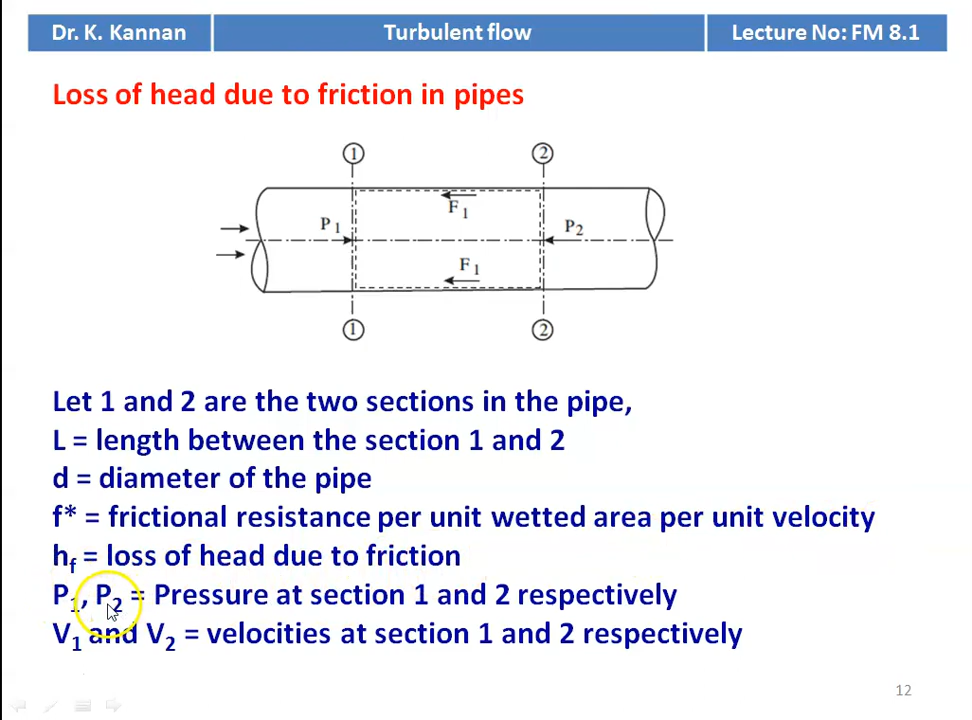 Dr. K. Kannan Turbulent flow Lecture No: FM 8.1
Loss of head due to friction in pipes
1 2
F1
P1 P2
F1
1 2
Let 1 and 2 are the two sections in the pipe,
L = length between the section 1 and 2
d = diameter of the pipe
f* = frictional resistance per unit wetted area per unit velocity
hf = loss of head due to friction
P1, P2 = Pressure at section 1 and 2 respectively
V1 and V2 = velocities at section 1 and 2 respectively
12